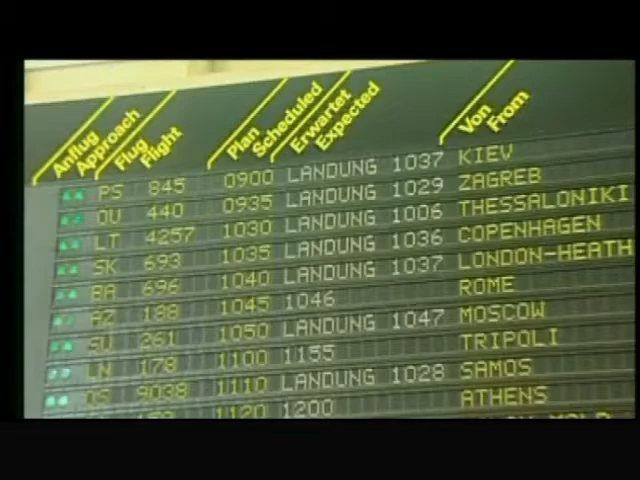 Anflug Approach
Flug Flight
Plan Scheduled
Erwartet Expected
Von From
PS 845 0900 LANDUNG 1037 KIEV
OU 440 0935 LANDUNG 1029 ZAGREB
LT 4257 1030 LANDUNG 1006 THESSALONIKI
SK 693 1035 LANDUNG 1036 COPENHAGEN
BA 696 1040 LANDUNG 1037 LONDON-HEATH
AZ 188 1045 1046 ROME
SU 261 1050 LANDUNG 1047 MOSCOW
LN 178 1100 1155 TRIPOLI
OS 9038 1110 LANDUNG 1028 SAMOS
1120 1200 ATHENS